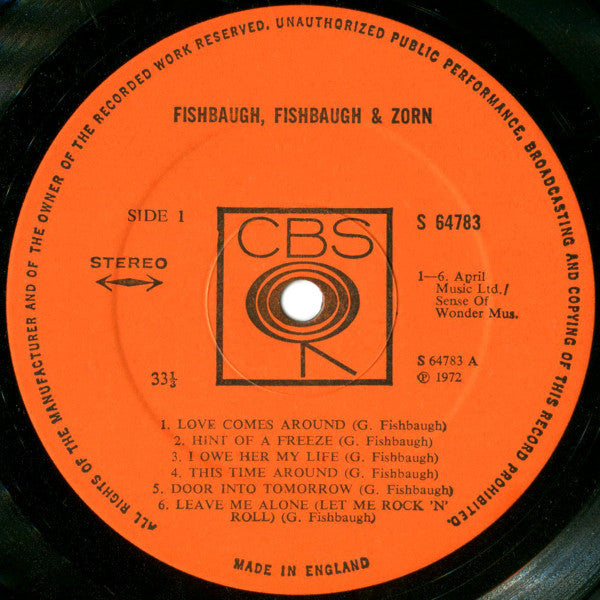 ALL RIGHTS OF THE MANUFACTURER AND OF THE OWNER OF THE RECORDED WORK RESERVED. UNAUTHORIZED PUBLIC PERFORMANCE, BROADCASTING AND COPYING OF THIS RECORD PROHIBITED.
FISHBAUGH, FISHBAUGH & ZORN
SIDE 1
CBS
S 64783
STEREO
1—6. April
Music Ltd./
Sense Of
Wonder Mus.
33⅓
S 64783 A
℗ 1972
1. LOVE COMES AROUND (G. Fishbaugh)
2. HINT OF A FREEZE (G. Fishbaugh)
3. I OWE HER MY LIFE (G. Fishbaugh)
4. THIS TIME AROUND (G. Fishbaugh)
5. DOOR INTO TOMORROW (G. Fishbaugh)
6. LEAVE ME ALONE (LET ME ROCK 'N'
ROLL) (G. Fishbaugh)
MADE IN ENGLAND